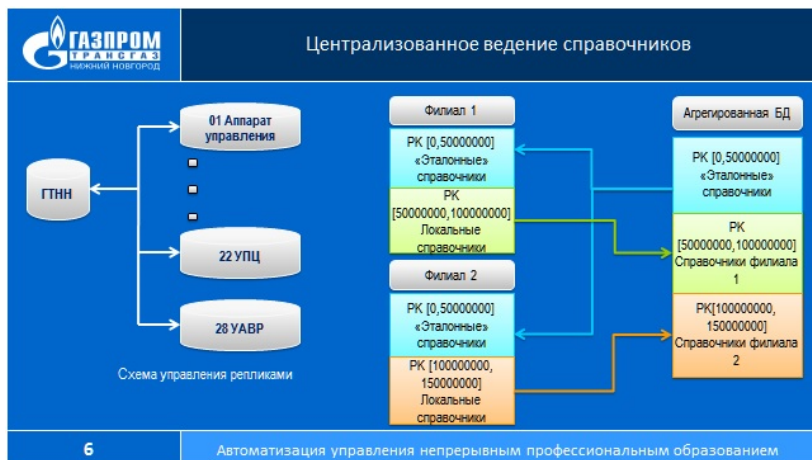 ГАЗПРОМ
ТРАНСГАЗ
НИЖНИЙ НОВГОРОД
Централизованное ведение справочников
ГТНН
01 Аппарат
управления
22 УПЦ
28 УАВР
Схема управления репликами
Филиал 1
РК [0,50000000]
«Эталонные»
справочники
РК
[50000000,100000000]
Локальные
справочники
Филиал 2
РК [0,50000000]
«Эталонные»
справочники
РК [100000000,
150000000]
Локальные
справочники
Агрегированная БД
РК [0,50000000]
«Эталонные»
справочники
РК
[50000000,100000000]
Справочники филиала
1
РК[100000000,
150000000]
Справочники филиала
2
6
Автоматизация управления непрерывным профессиональным образованием